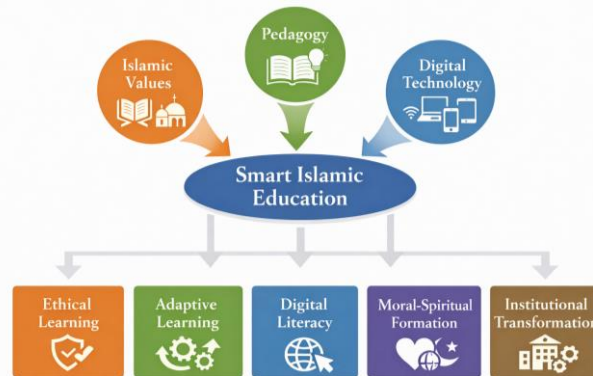 Pedagogy
Islamic
Values
Digital
Technology
Smart Islamic
Education
Ethical
Learning
Adaptive
Learning
Digital
Literacy
Moral-Spiritual
Formation
Institutional
Transformation